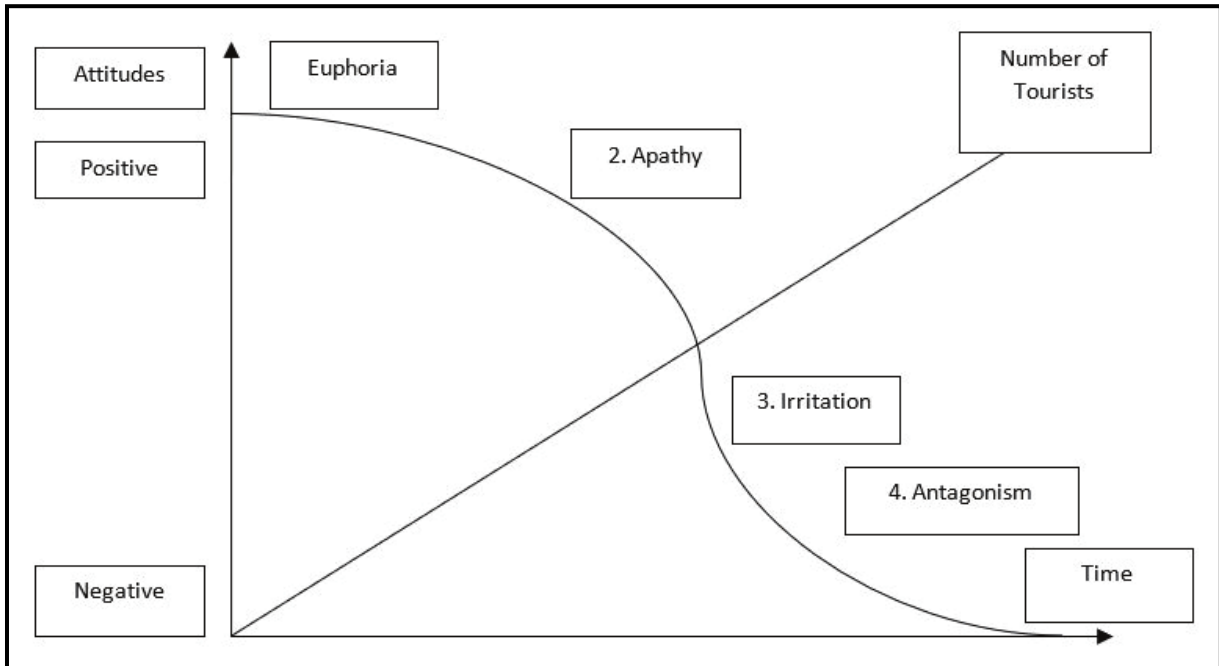 Attitudes
Euphoria
Number of
Tourists
Positive
2. Apathy
3. Irritation
4. Antagonism
Negative
Time